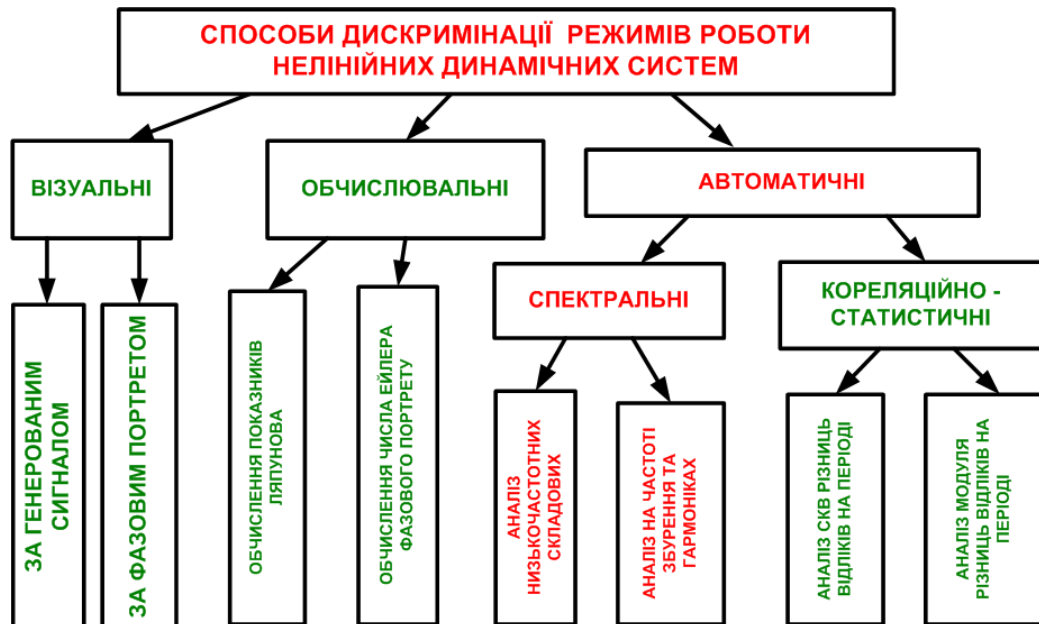 СПОСОБИ ДИСКРИМІНАЦІЇ РЕЖИМІВ РОБОТИ
НЕЛІНІЙНИХ ДИНАМІЧНИХ СИСТЕМ
ВІЗУАЛЬНІ
ОБЧИСЛЮВАЛЬНІ
АВТОМАТИЧНІ
СПЕКТРАЛЬНІ
КОРЕЛЯЦІЙНО -
СТАТИСТИЧНІ
ЗА ГЕНЕРОВАНИМ
СИГНАЛОМ
ЗА ФАЗОВИМ ПОРТРЕТОМ
ОБЧИСЛЕННЯ ПОКАЗНИКІВ
ЛЯПУНОВА
ОБЧИСЛЕННЯ ЧИСЛА ЕЙЛЕРА
ФАЗОВОГО ПОРТРЕТУ
АНАЛІЗ
НИЗЬКОЧАСТОТНИХ
СКЛАДОВИХ
АНАЛІЗ НА ЧАСТОТІ
ЗБУРЕННЯ ТА
ГАРМОНІКАХ
АНАЛІЗ СКВ РІЗНИЦЬ
ВІДЛІКІВ НА ПЕРІОДІ
АНАЛІЗ МОДУЛЯ
РІЗНИЦЬ ВІДЛІКІВ НА
ПЕРІОДІ